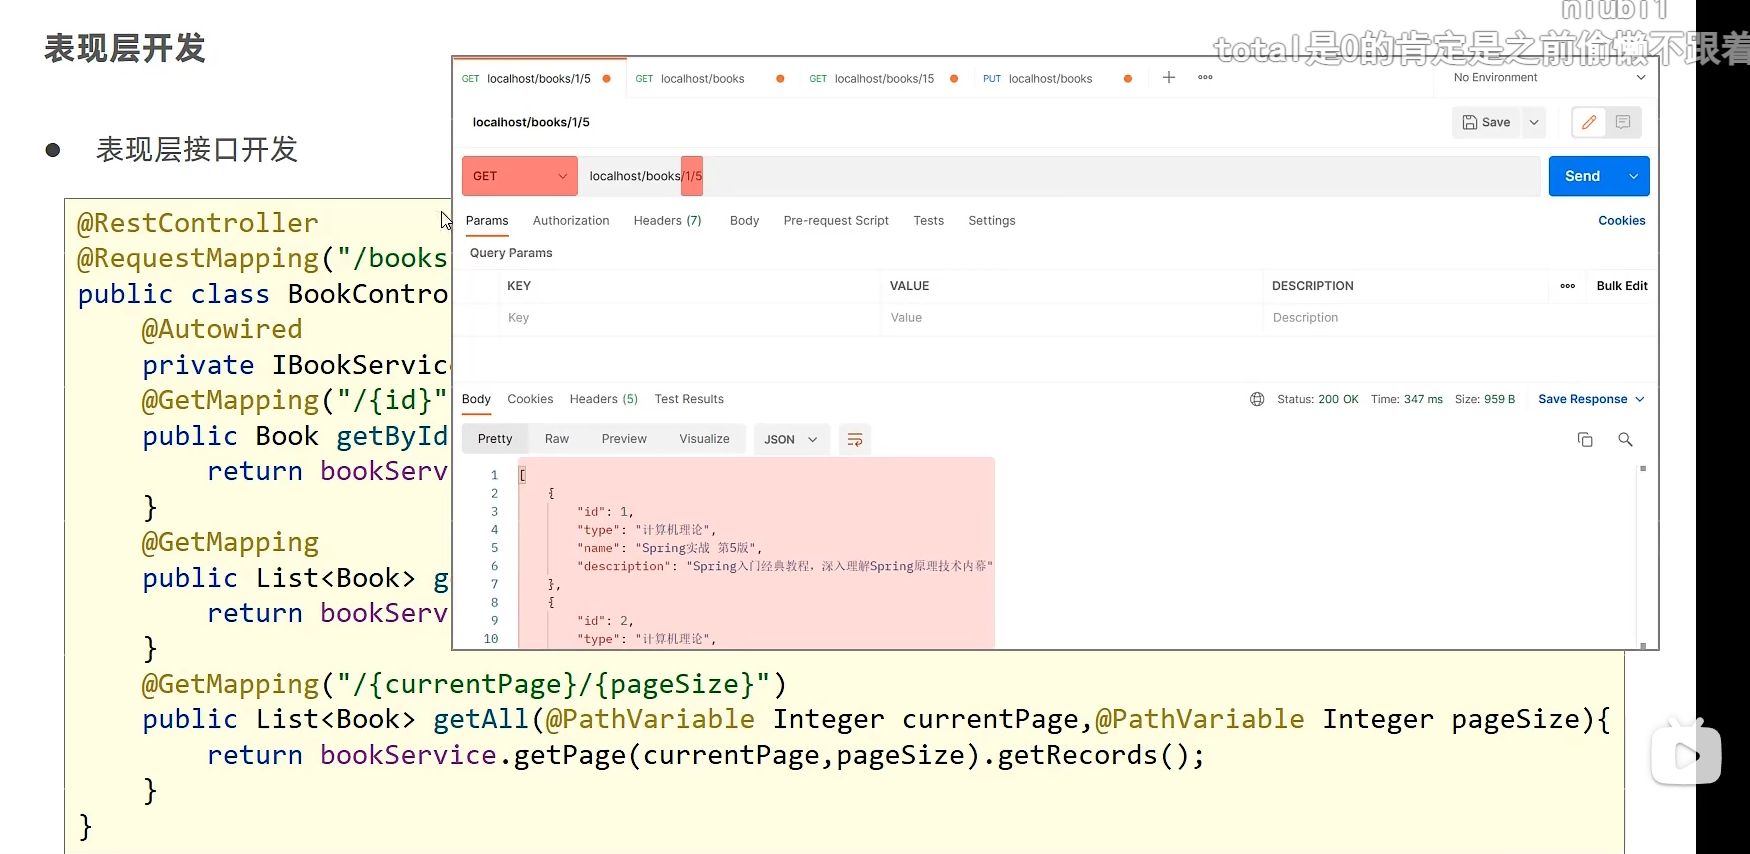 niubi1
total是0的肯定是之前偷懒不跟着
表现层开发
● 表现层接口开发
@RestController
@RequestMapping("/books
public class BookContro
@Autowired
private IBookServic
@GetMapping("/{id}"
public Book getById
return bookServ
}
@GetMapping
public List<Book> g
return bookServ
}
@GetMapping("/{currentPage}/{pageSize}")
public List<Book> getAll(@PathVariable Integer currentPage,@PathVariable Integer pageSize){
return bookService.getPage(currentPage,pageSize).getRecords();
}
}
GET localhost/books/1/5 GET localhost/books GET localhost/books/15 PUT localhost/books + ooo No Environment
localhost/books/1/5 Save
GET localhost/books/1/5 Send
Params Authorization Headers (7) Body Pre-request Script Tests Settings Cookies
Query Params
KEY VALUE DESCRIPTION ooo Bulk Edit
Key Value Description
Body Cookies Headers (5) Test Results Status: 200 OK Time: 347 ms Size: 959 B Save Response
Pretty Raw Preview Visualize JSON
1 [
2 {
3 "id": 1,
4 "type": "计算机理论",
5 "name": "Spring实战 第5版",
6 "description": "Spring入门经典教程，深入理解Spring原理技术内幕"
7 },
8 {
9 "id": 2,
10 "type": "计算机理论",